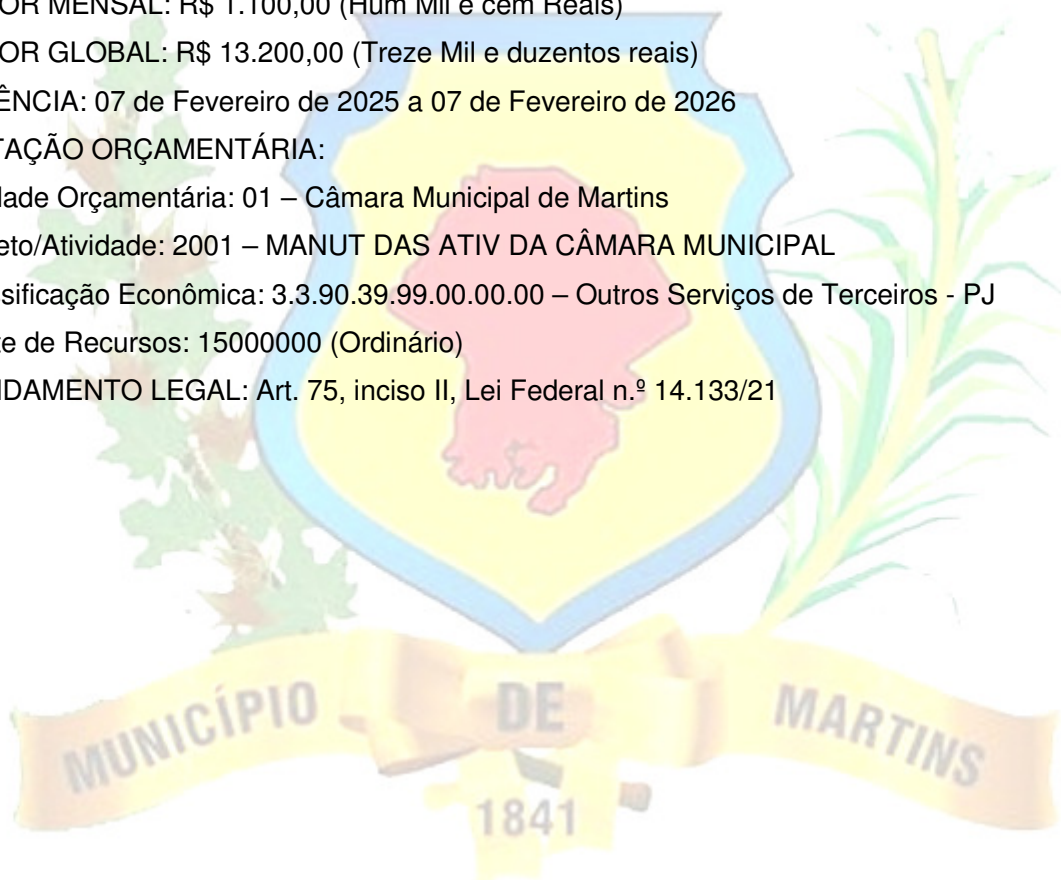 OR MENSAL: R$ 1.100,00 (Hum Mil e cem Reais)
OR GLOBAL: R$ 13.200,00 (Treze Mil e duzentos reais)
ÊNCIA: 07 de Fevereiro de 2025 a 07 de Fevereiro de 2026
TAÇÃO ORÇAMENTÁRIA:
dade Orçamentária: 01 – Câmara Municipal de Martins
eto/Atividade: 2001 – MANUT DAS ATIV DA CÂMARA MUNICIPAL
ssificação Econômica: 3.3.90.39.99.00.00.00 – Outros Serviços de Terceiros - PJ
te de Recursos: 15000000 (Ordinário)
NDAMENTO LEGAL: Art. 75, inciso II, Lei Federal n.º 14.133/21
MUNICÍPIO DE MARTINS
1841